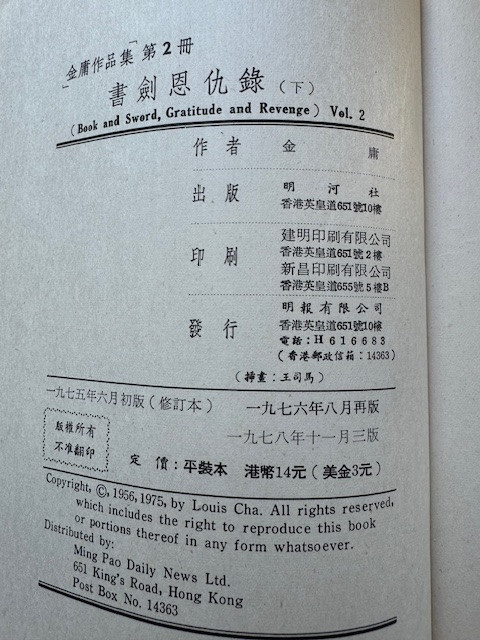 「金庸作品集」第2冊
書劍恩仇錄(下)
(Book and Sword, Gratitude and Revenge) Vol. 2
作者 金庸
出版 明河社
香港英皇道651號10樓
印刷 建明印刷有限公司
香港英皇道651號2樓
新昌印刷有限公司
香港英皇道655號5樓B
發行 明報有限公司
香港英皇道651號10樓
電話:H616683
(香港郵政信箱:14363)
(揷畫:王司馬)
一九七五年六月初版(修訂本) 一九七六年八月再版
一九七八年十一月三版
版權所有
不准翻印
定價:平裝本 港幣14元(美金3元)
Copyright, ©, 1956, 1975, by Louis Cha. All rights reserved,
which includes the right to reproduce this book
or portions thereof in any form whatsoever.
Distributed by:
Ming Pao Daily News Ltd.
651 King's Road, Hong Kong
Post Box No. 14363